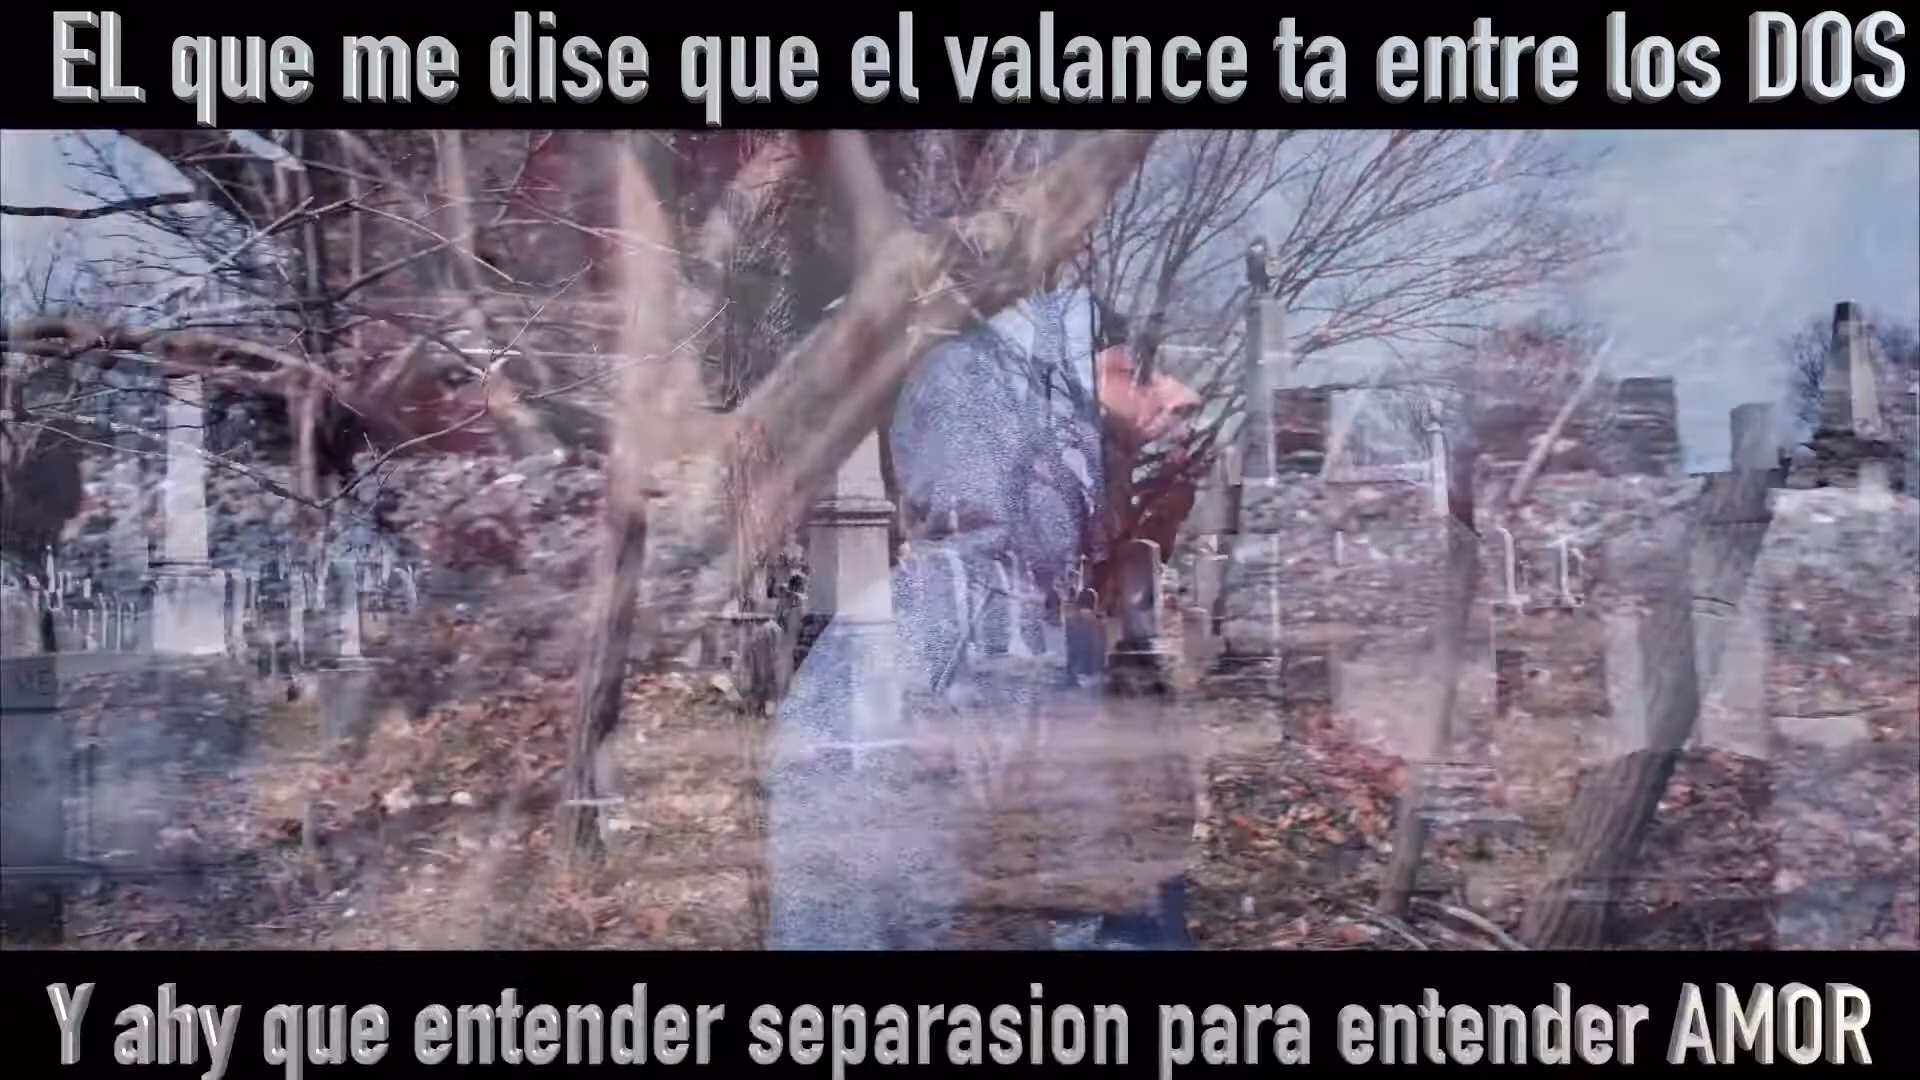 EL que me dise que el valance ta entre los DOS
Y ahy que entender separasion para entender AMOR